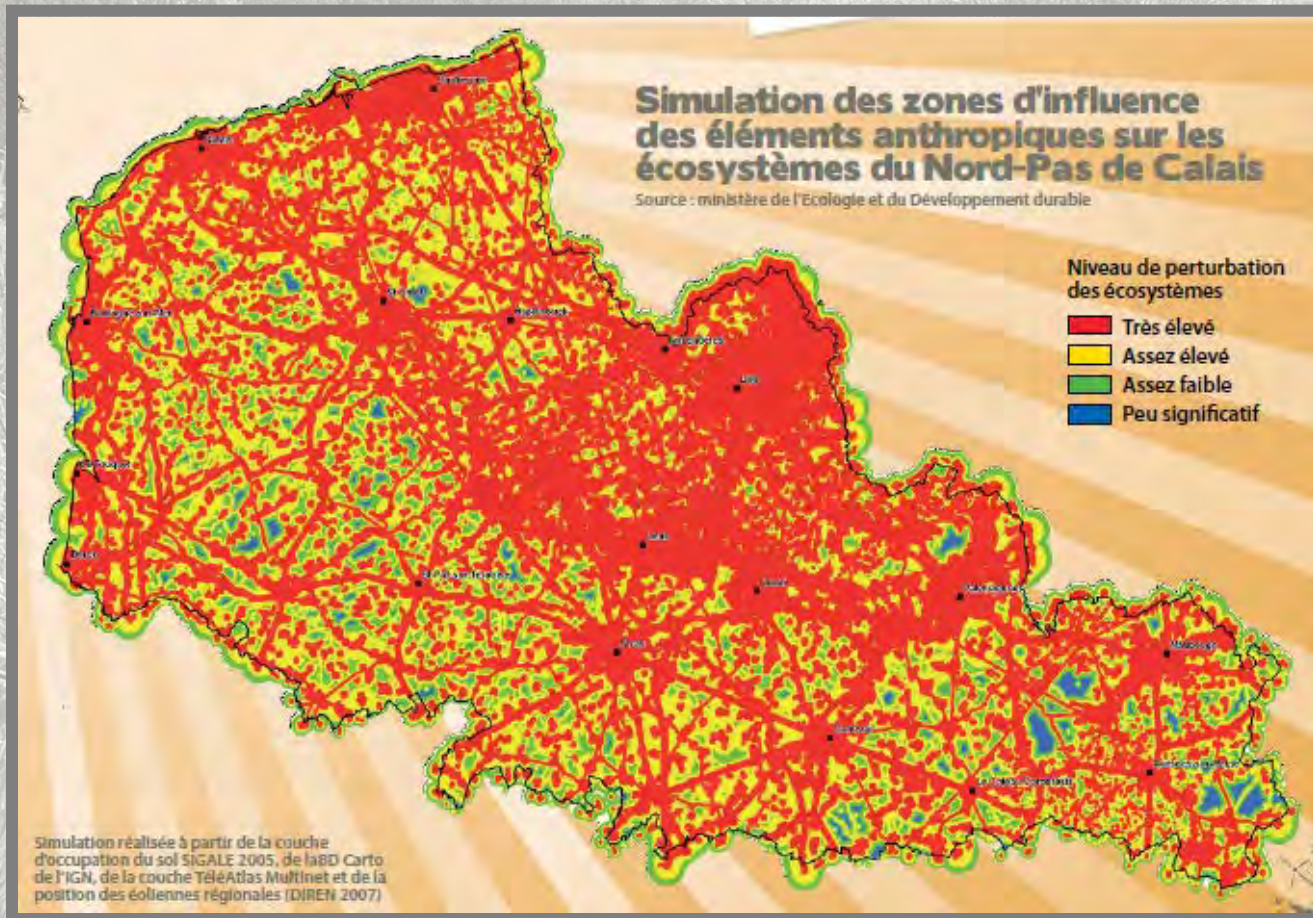 Simulation des zones d'influence
des éléments anthropiques sur les
écosystèmes du Nord-Pas de Calais
Source : ministère de l'Ecologie et du Développement durable
Niveau de perturbation
des écosystèmes
Très élevé
Assez élevé
Assez faible
Peu significatif
Lille
Lens
Maubeuge
Simulation réalisée à partir de la couche
d'occupation du sol SIGALE 2005, de laBD Carto
de l'IGN, de la couche TéléAtlas Multinet et de la
position des éoliennes régionales (DIREN 2007)